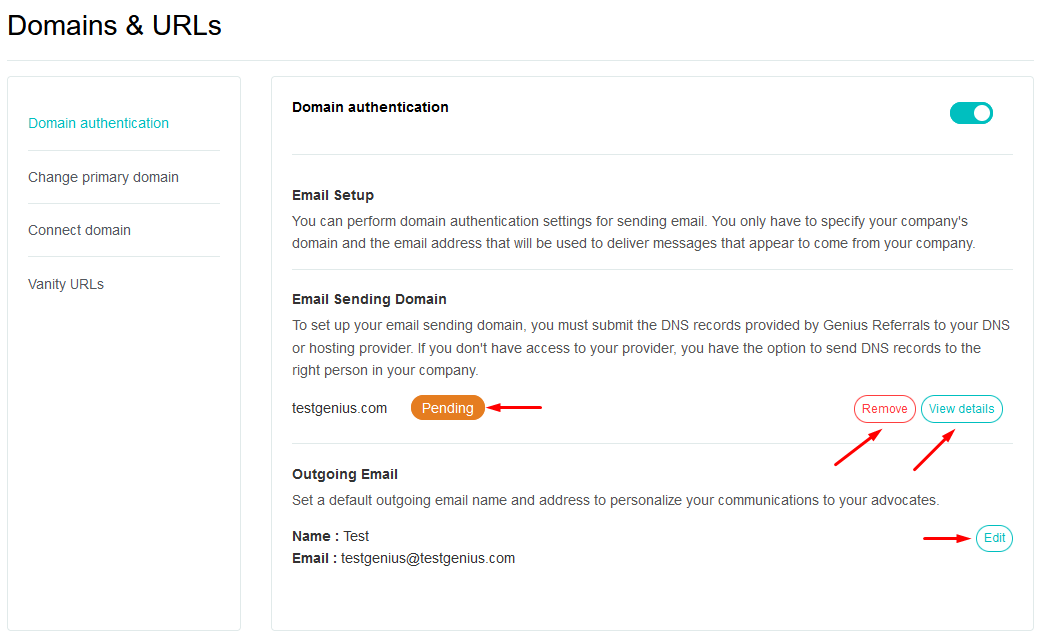 Domains & URLs
Domain authentication
Change primary domain
Connect domain
Vanity URLs
Domain authentication
Email Setup
You can perform domain authentication settings for sending email. You only have to specify your company's
domain and the email address that will be used to deliver messages that appear to come from your company.
Email Sending Domain
To set up your email sending domain, you must submit the DNS records provided by Genius Referrals to your DNS
or hosting provider. If you don't have access to your provider, you have the option to send DNS records to the
right person in your company.
testgenius.com Pending Remove View details
Outgoing Email
Set a default outgoing email name and address to personalize your communications to your advocates.
Name : Test
Edit
Email : testgenius@testgenius.com